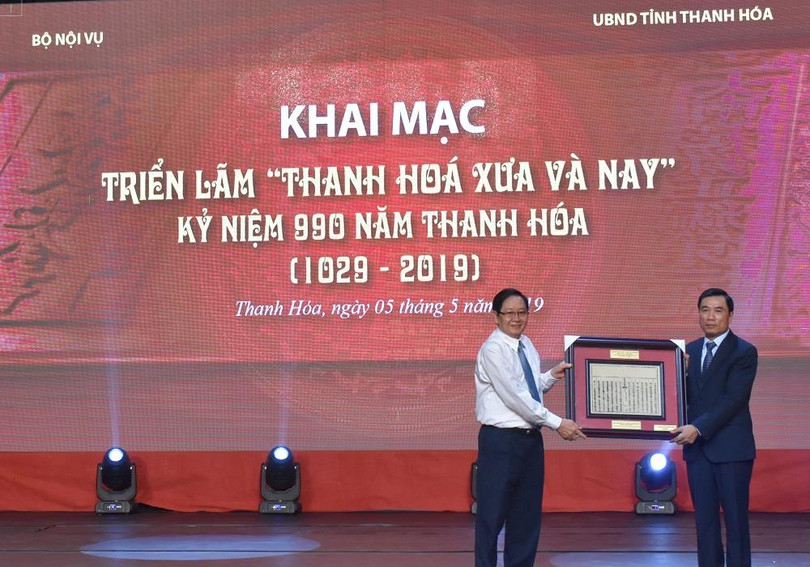 BỘ NỘI VỤ
UBND TỈNH THANH HÓA
KHAI MẠC
TRIỂN LÃM “THANH HOÁ XƯA VÀ NAY”
KỶ NIỆM 990 NĂM THANH HÓA
(1029 - 2019)
Thanh Hóa, ngày 05 tháng 5 năm 19